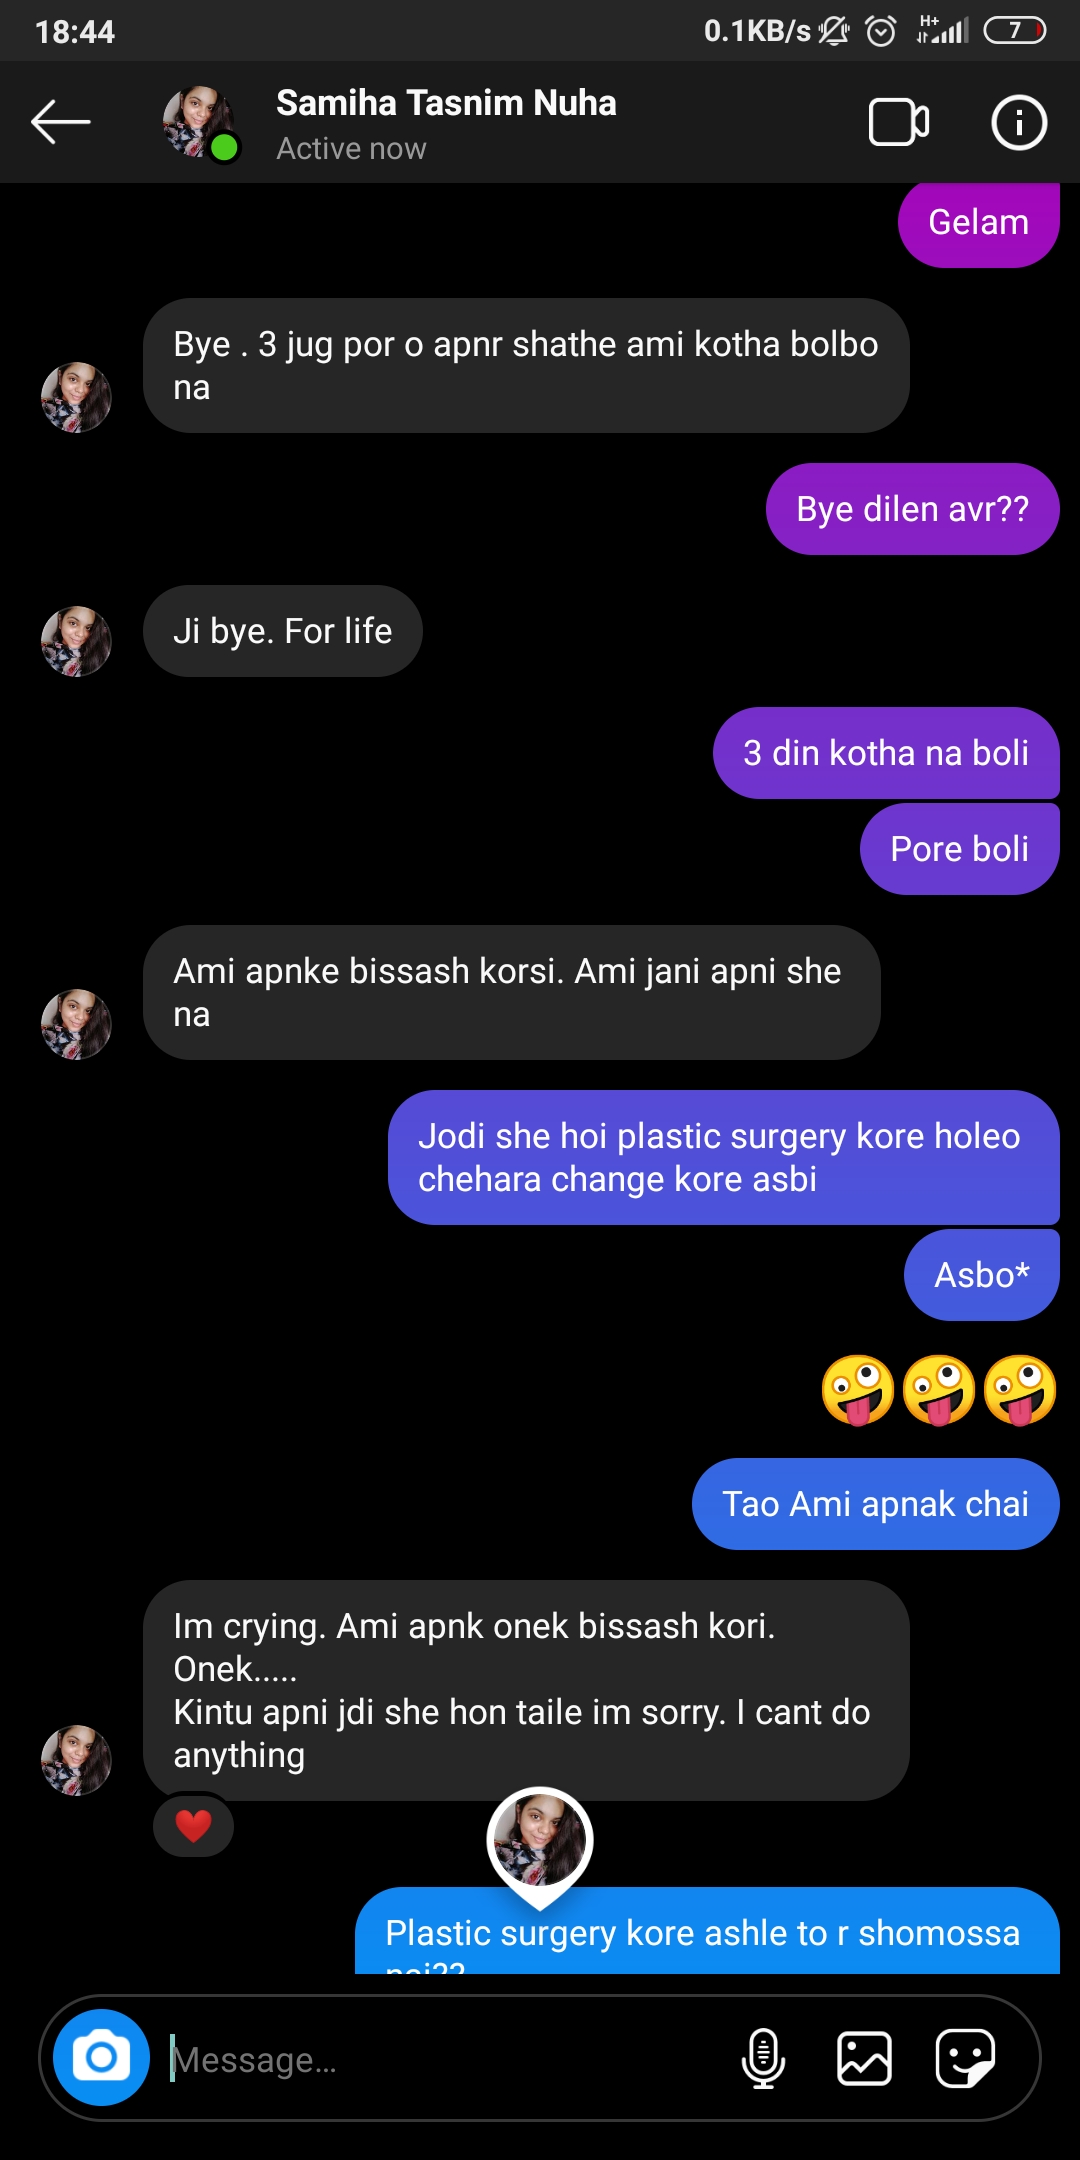 18:44
0.1KB/s H+ 7
Samiha Tasnim Nuha
Active now
Gelam
Bye . 3 jug por o apnr shathe ami kotha bolbo
na
Bye dilen avr??
Ji bye. For life
3 din kotha na boli
Pore boli
Ami apnke bissash korsi. Ami jani apni she
na
Jodi she hoi plastic surgery kore holeo
chehara change kore asbi
Asbo*
Tao Ami apnak chai
Im crying. Ami apnk onek bissash kori.
Onek.....
Kintu apni jdi she hon taile im sorry. I cant do
anything
Plastic surgery kore ashle to r shomossa
Message...